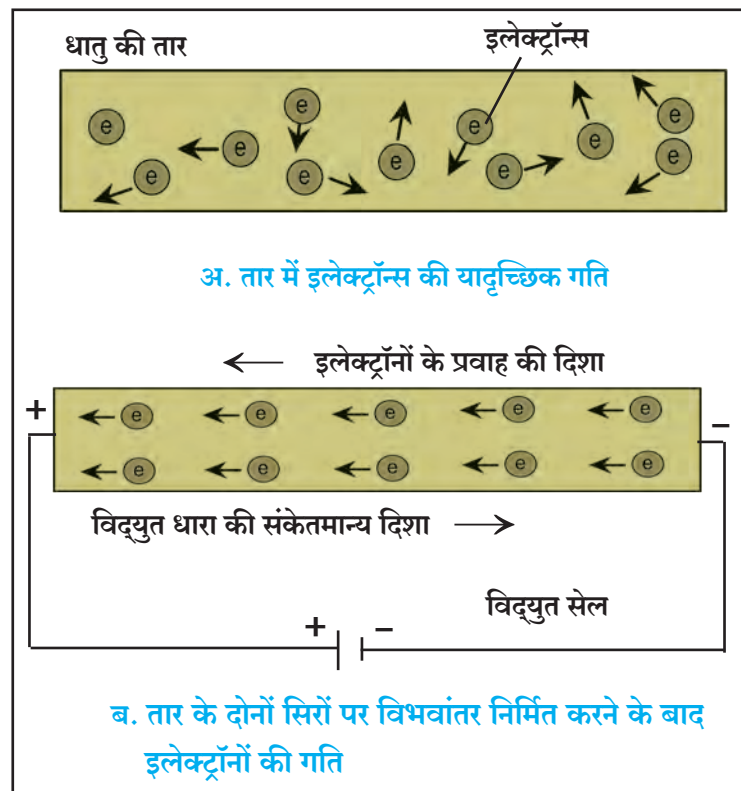 धातु की तार
इलेक्ट्रॉन्स
e e e e e e e e e e e e
अ. तार में इलेक्ट्रॉन्स की यादृच्छिक गति
← इलेक्ट्रॉनों के प्रवाह की दिशा
+ e e e e e –
e e e e e
विद्युत धारा की संकेतमान्य दिशा →
विद्युत सेल
+ –
ब. तार के दोनों सिरों पर विभवांतर निर्मित करने के बाद
इलेक्ट्रॉनों की गति